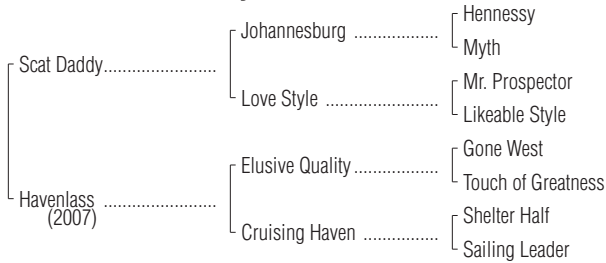 Hennessy
Johannesburg ..................
Myth
Scat Daddy........................
Mr. Prospector
Love Style ........................
Likeable Style
Gone West
Elusive Quality ..................
Touch of Greatness
Havenlass ........................
(2007)
Shelter Half
Cruising Haven ................
Sailing Leader